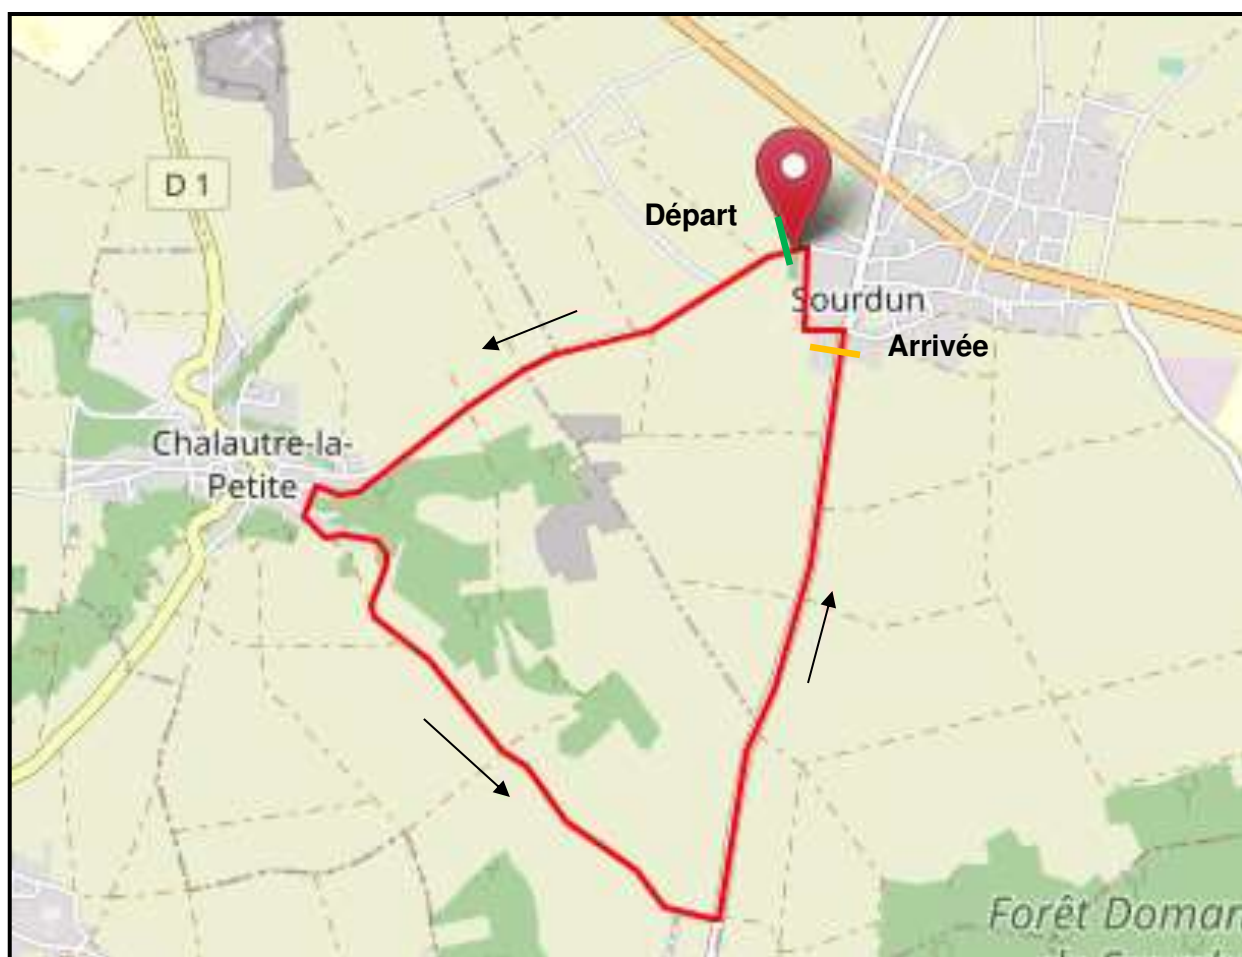 D 1
Départ
Sourdun
Arrivée
Chalautre-la-
Petite
Forêt Doman